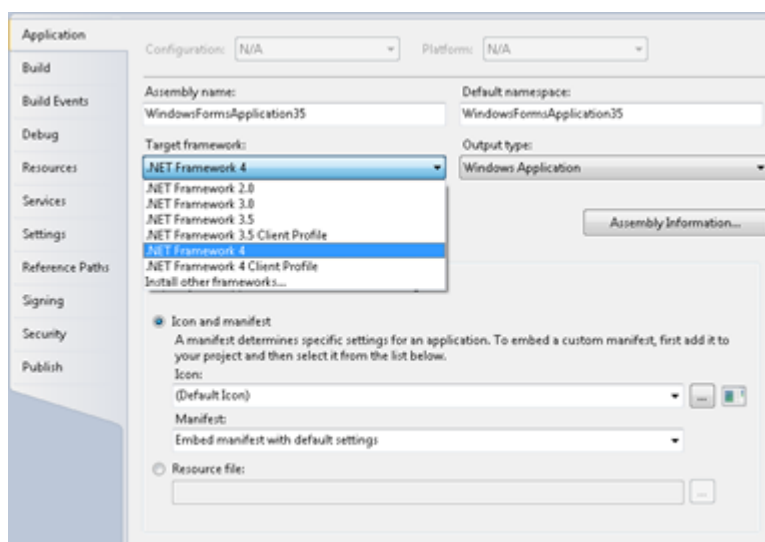 Application
Build
Build Events
Debug
Resources
Services
Settings
Reference Paths
Signing
Security
Publish
Configuration: N/A Platform: N/A
Assembly name: Default namespace:
WindowsFormsApplication35 WindowsFormsApplication35
Target framework: Output type:
.NET Framework 4 Windows Application
.NET Framework 2.0
.NET Framework 3.0
.NET Framework 3.5
.NET Framework 3.5 Client Profile
.NET Framework 4
.NET Framework 4 Client Profile
Install other frameworks...
Assembly Information...
Icon and manifest
A manifest determines specific settings for an application. To embed a custom manifest, first add it to
your project and then select it from the list below.
Icon:
(Default Icon)
...
Manifest:
Embed manifest with default settings
Resource file:
...